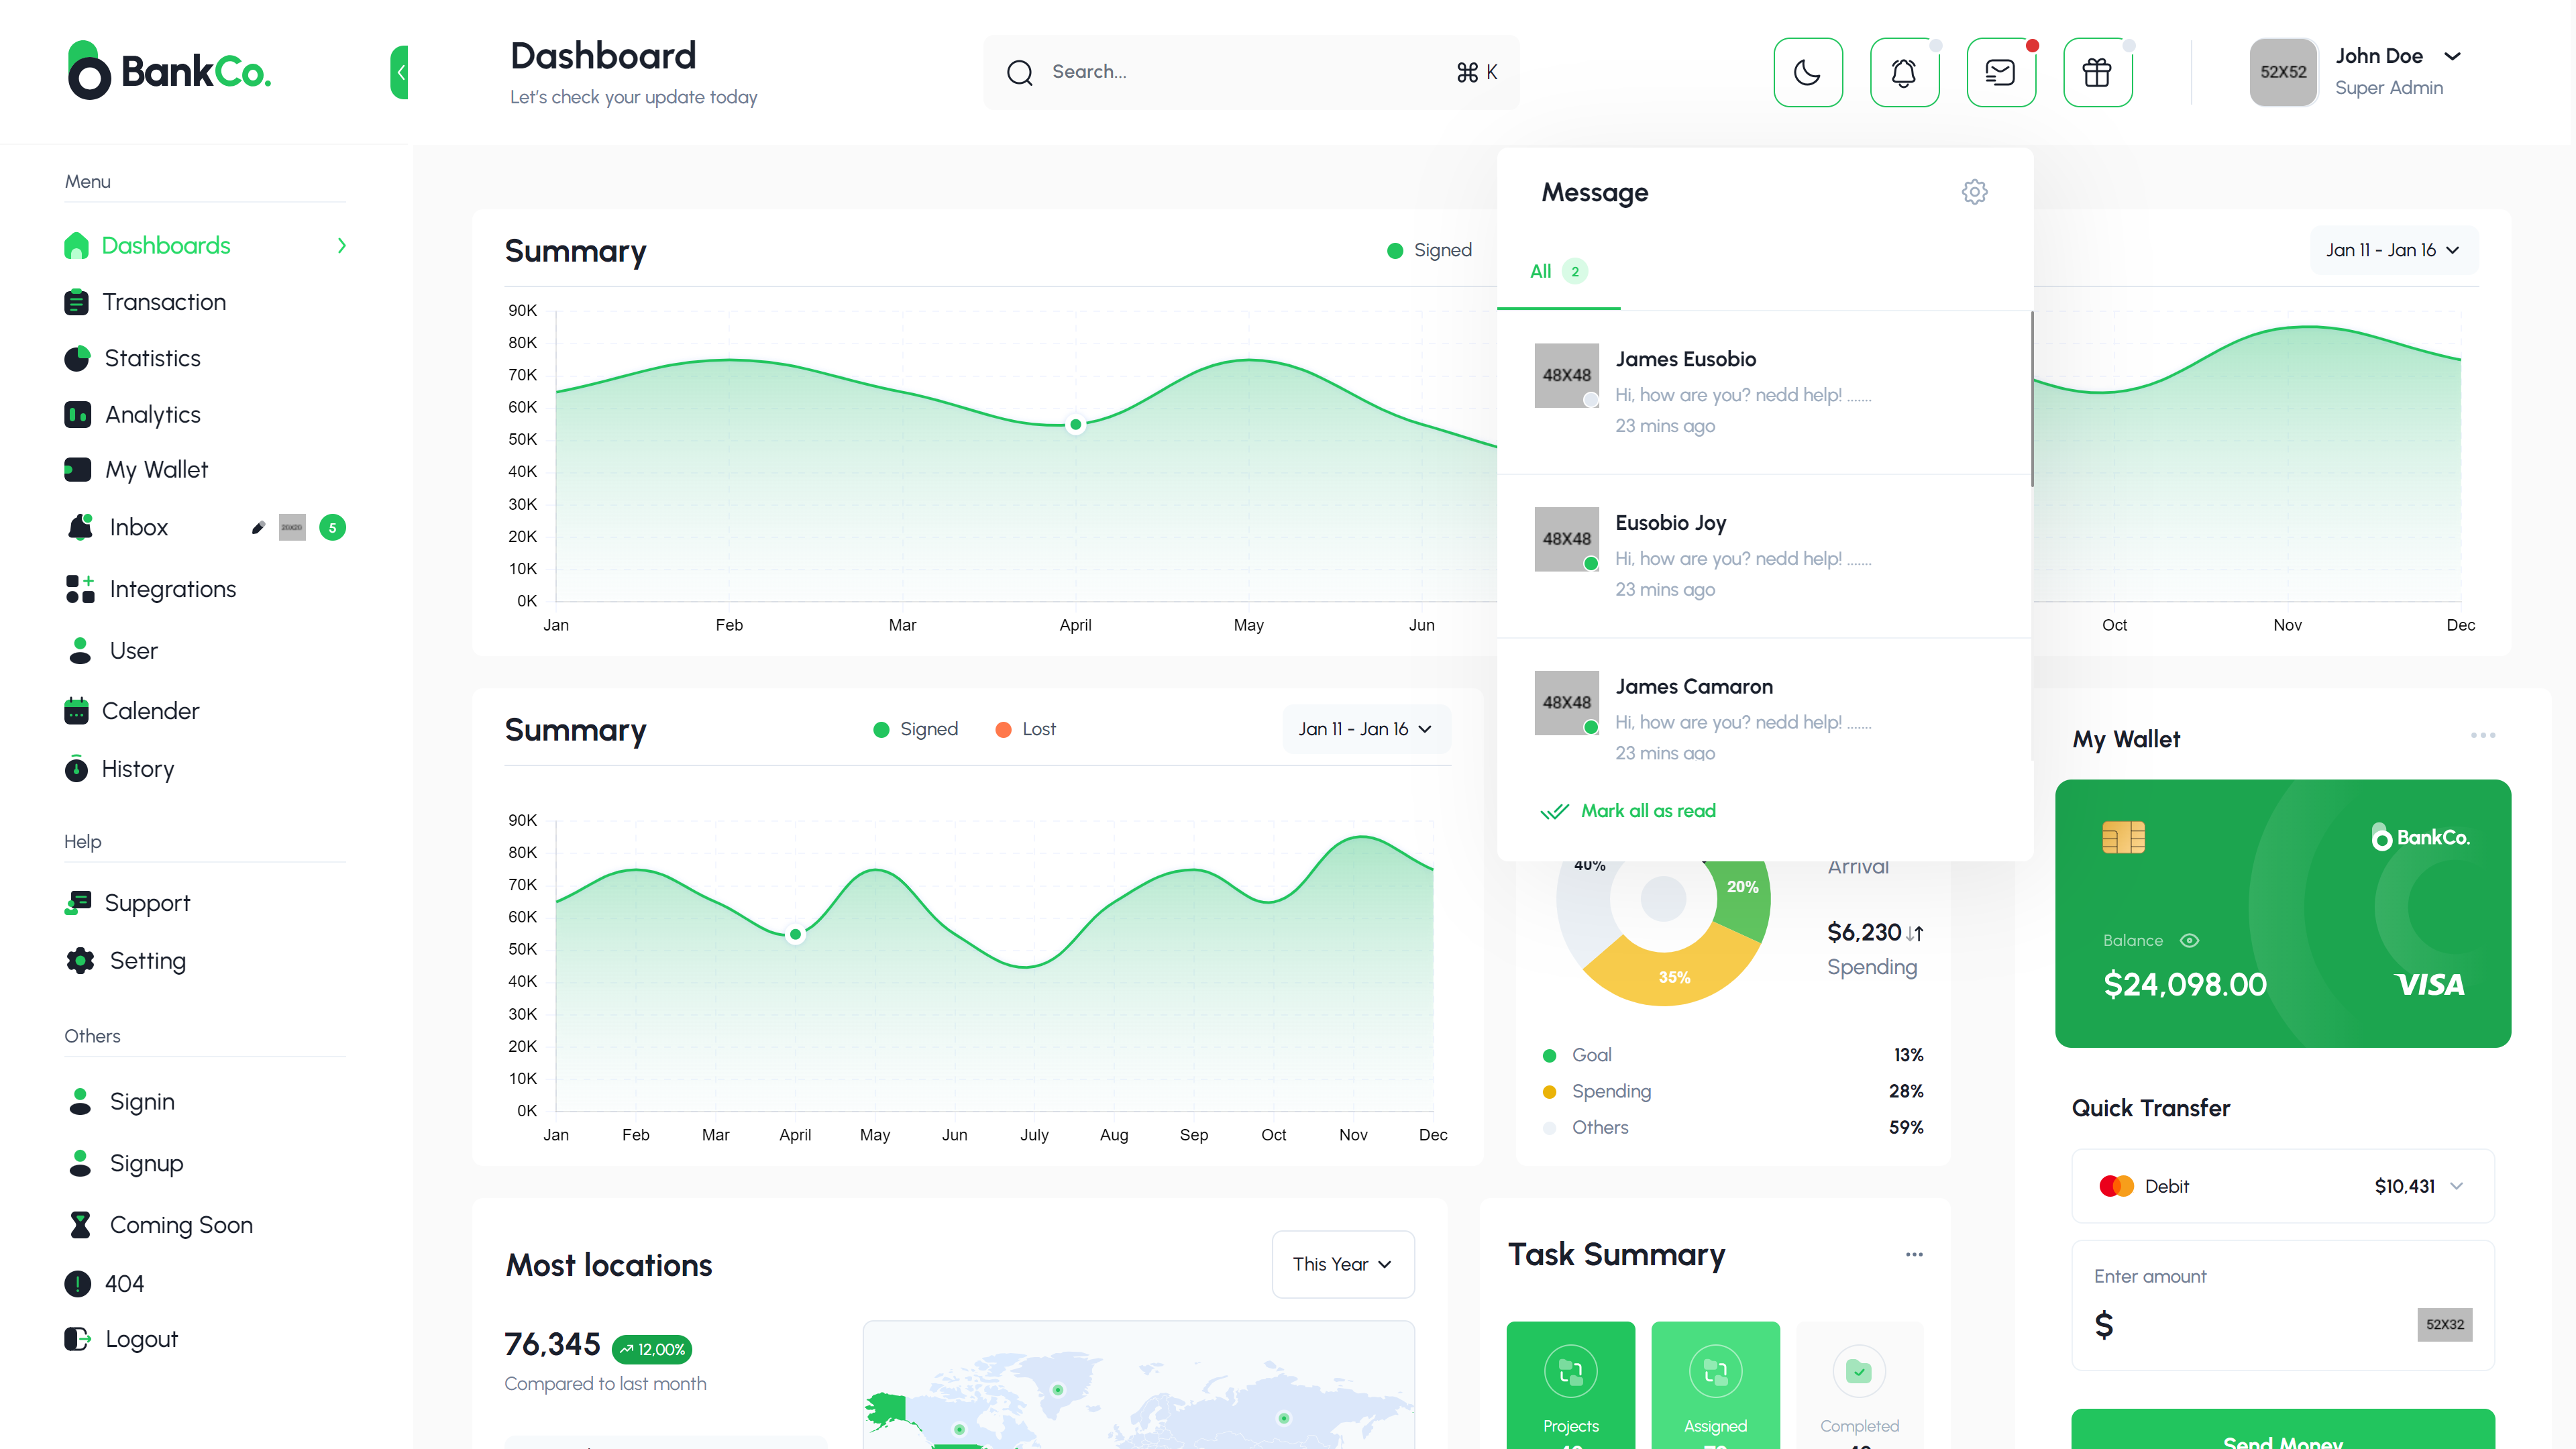 BankCo.
Dashboard
Let's check your update today
Search...
⌘ K
52X52
John Doe
Super Admin
Menu
Dashboards
Transaction
Statistics
Analytics
My Wallet
Inbox
20X20
5
Integrations
User
Calender
History
Help
Support
Setting
Others
Signin
Signup
Coming Soon
404
Logout
Summary
Signed
Jan 11 - Jan 16
90K
80K
70K
60K
50K
40K
30K
20K
10K
0K
Jan Feb Mar April May Jun Oct Nov Dec
Message
All 2
48X48
James Eusobio
Hi, how are you? nedd help! .......
23 mins ago
48X48
Eusobio Joy
Hi, how are you? nedd help! .......
23 mins ago
48X48
James Camaron
Hi, how are you? nedd help! .......
23 mins ago
Mark all as read
Summary
Signed
Lost
Jan 11 - Jan 16
90K
80K
70K
60K
50K
40K
30K
20K
10K
0K
Jan Feb Mar April May Jun July Aug Sep Oct Nov Dec
40%
20%
35%
Arrival
$6,230
Spending
Goal 13%
Spending 28%
Others 59%
My Wallet
BankCo.
Balance
$24,098.00
VISA
Quick Transfer
Debit $10,431
Enter amount
$
52X32
Send Money
Most locations
This Year
76,345
12,00%
Compared to last month
Task Summary
Projects
Assigned
Completed